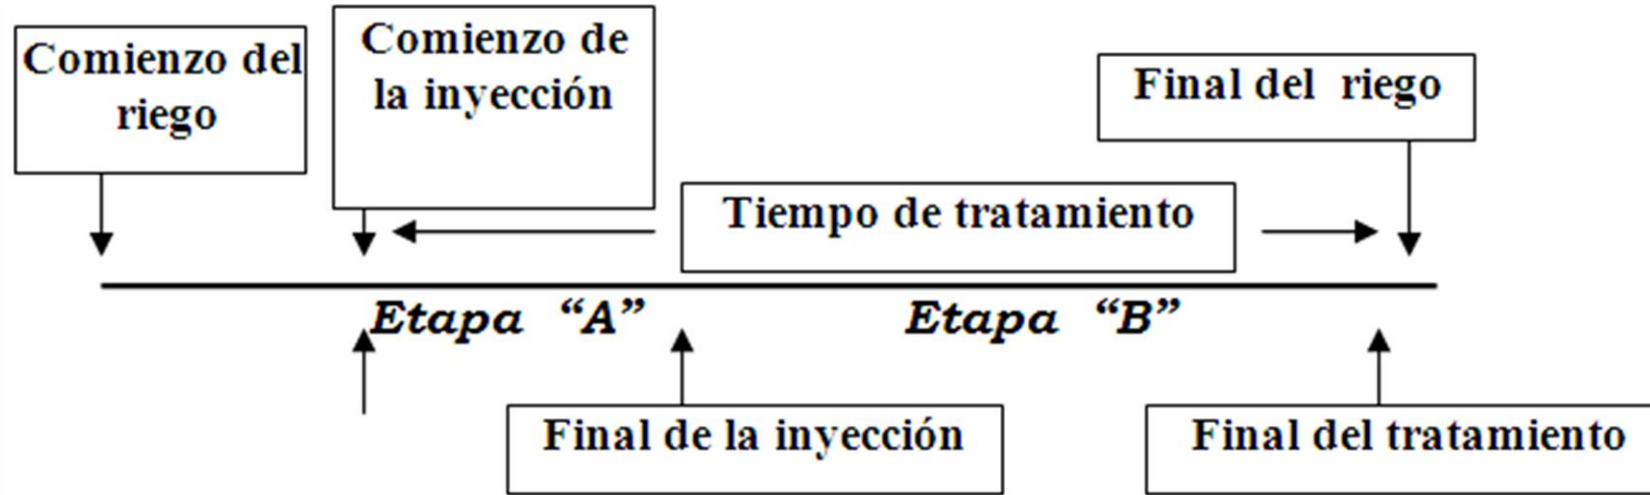 Comienzo del
riego
Comienzo de
la inyección
Final del riego
Tiempo de tratamiento
Etapa “A”
Etapa “B”
Final de la inyección
Final del tratamiento